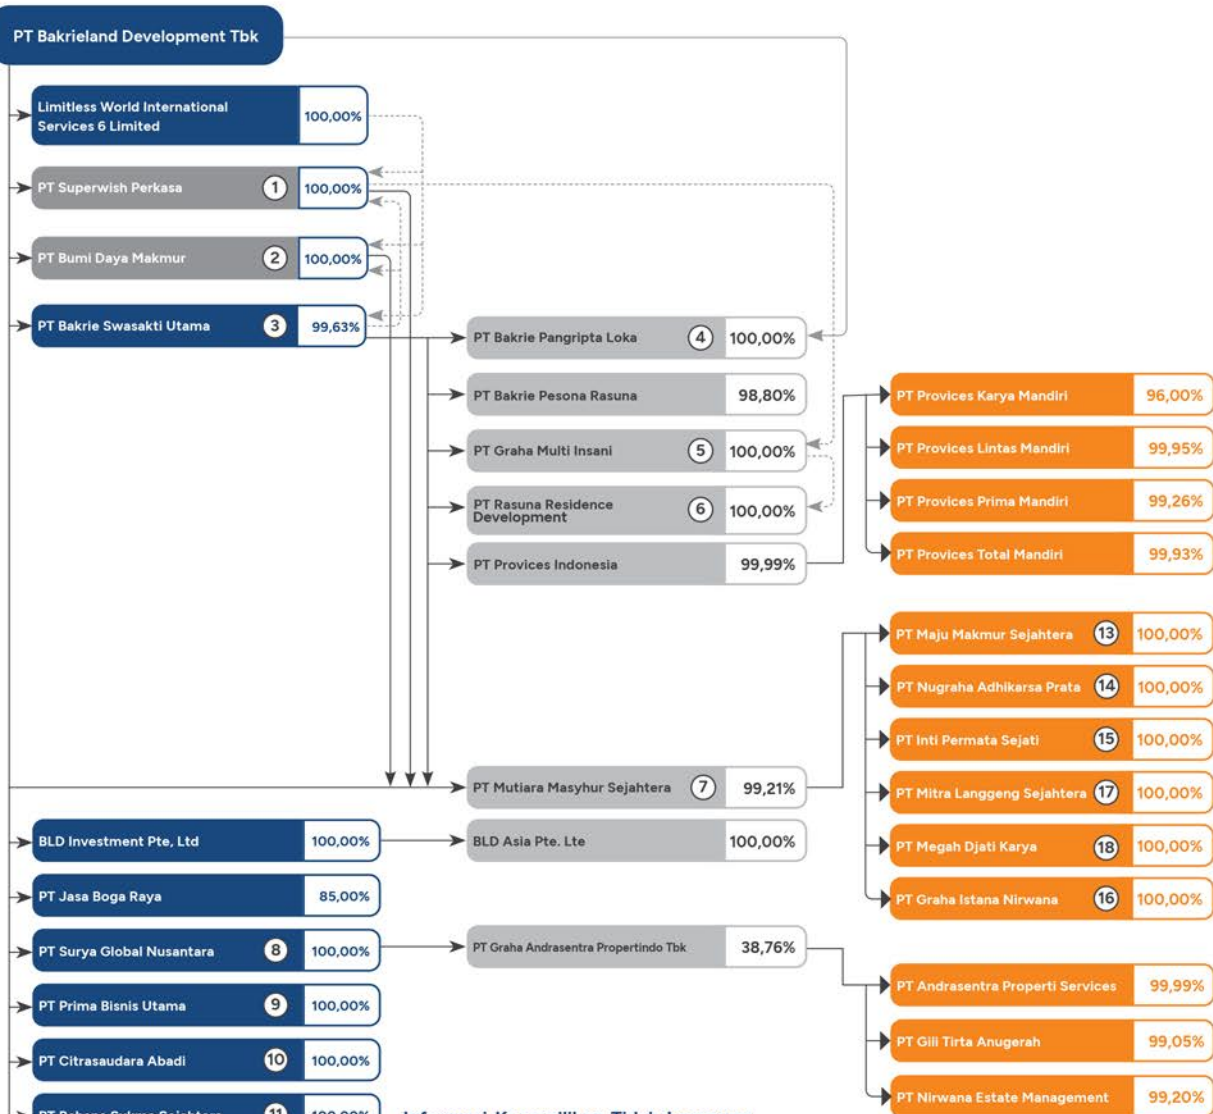 PT Bakrieland Development Tbk
Limitless World International
Services 6 Limited
100,00%
PT Superwish Perkasa 1 100,00%
PT Bumi Daya Makmur 2 100,00%
PT Bakrie Swasakti Utama 3 99,63%
PT Bakrie Pangripta Loka 4 100,00%
PT Bakrie Pesona Rasuna 98,80%
PT Graha Multi Insani 5 100,00%
PT Rasuna Residence
Development
6 100,00%
PT Provices Indonesia 99,99%
PT Provices Karya Mandiri 96,00%
PT Provices Lintas Mandiri 99,95%
PT Provices Prima Mandiri 99,26%
PT Provices Total Mandiri 99,93%
PT Mutiara Masyhur Sejahtera 7 99,21%
PT Maju Makmur Sejahtera 13 100,00%
PT Nugraha Adhikarsa Prata 14 100,00%
PT Inti Permata Sejati 15 100,00%
PT Mitra Langgeng Sejahtera 17 100,00%
PT Megah Djati Karya 18 100,00%
PT Graha Istana Nirwana 16 100,00%
BLD Investment Pte, Ltd 100,00%
BLD Asia Pte. Lte 100,00%
PT Jasa Boga Raya 85,00%
PT Surya Global Nusantara 8 100,00%
PT Graha Andrasentra Propertindo Tbk 38,76%
PT Andrasentra Properti Services 99,99%
PT Gili Tirta Anugerah 99,05%
PT Nirwana Estate Management 99,20%
PT Prima Bisnis Utama 9 100,00%
PT Citrasaudara Abadi 10 100,00%
11 100,00%